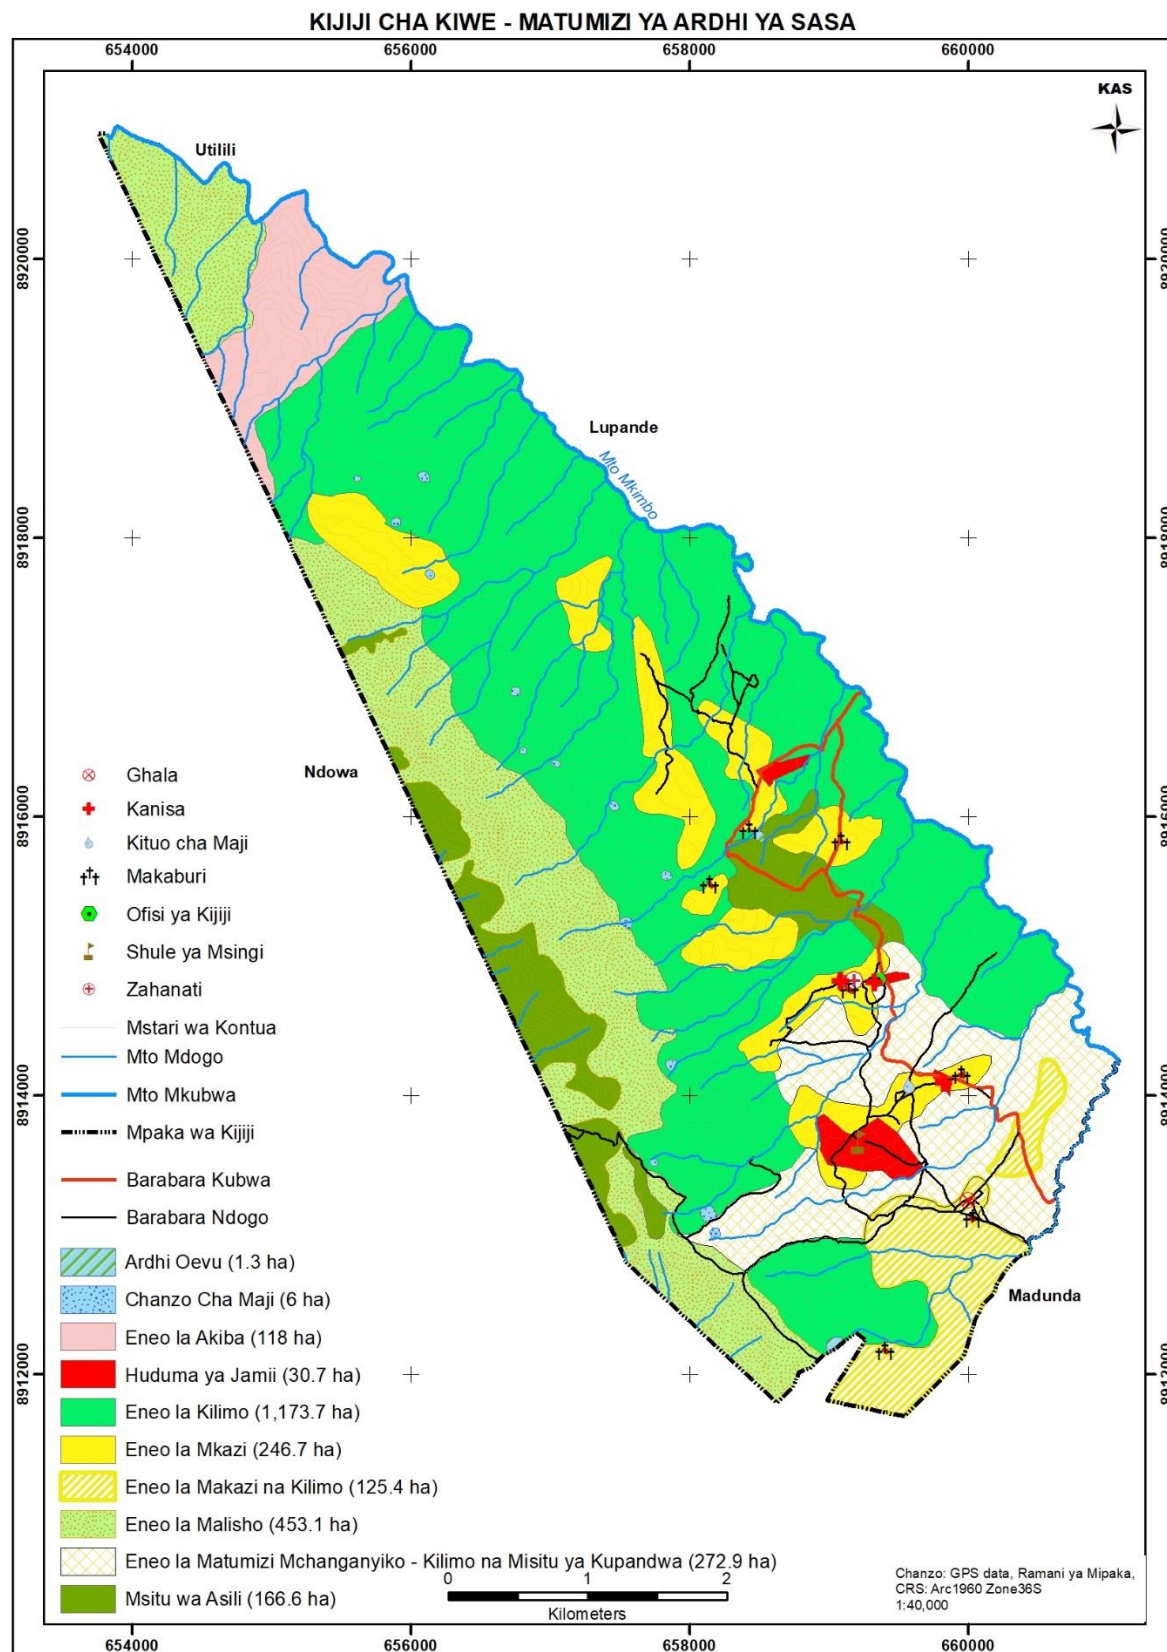 KIJIJI CHA KIWE - MATUMIZI YA ARDHI YA SASA
654000 656000 658000 660000
KAS
Utilili
8920000 8920000
Lupande
Mto Mkimbo
8918000 8918000
Ndowa
8916000 8916000
Ghala
Kanisa
Kituo cha Maji
Makaburi
Ofisi ya Kijiji
Shule ya Msingi
Zahanati
Mstari wa Kontua
Mto Mdogo
8914000 8914000
Mto Mkubwa
Mpaka wa Kijiji
Barabara Kubwa
Barabara Ndogo
Ardhi Oevu (1.3 ha)
Chanzo Cha Maji (6 ha)
Madunda
Eneo la Akiba (118 ha)
Huduma ya Jamii (30.7 ha)
8912000 8912000
Eneo la Kilimo (1,173.7 ha)
Eneo la Mkazi (246.7 ha)
Eneo la Makazi na Kilimo (125.4 ha)
Eneo la Malisho (453.1 ha)
Eneo la Matumizi Mchanganyiko - Kilimo na Misitu ya Kupandwa (272.9 ha)
Msitu wa Asili (166.6 ha)
0 1 2
Kilometers
Chanzo: GPS data, Ramani ya Mipaka,
CRS: Arc1960 Zone36S
1:40,000
654000 656000 658000 660000